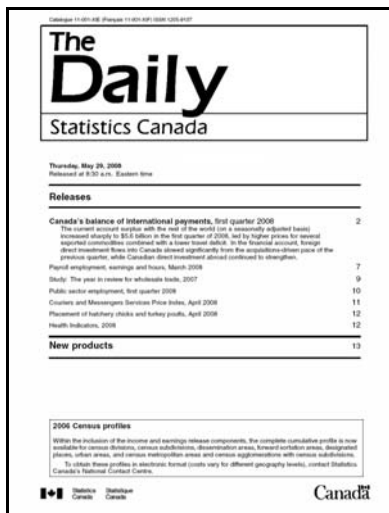 Catalogue 11-001-XIE (Français 11-001-XIF) ISSN 1205-9137
The
Daily
Statistics Canada
Thursday, May 29, 2008
Released at 8:30 a.m. Eastern time
Releases
Canada's balance of international payments, first quarter 2008 2
The current account surplus with the rest of the world (on a seasonally adjusted basis)
increased sharply to $5.6 billion in the first quarter of 2008, led by higher prices for several
exported commodities combined with a lower travel deficit. In the financial account, foreign
direct investment flows into Canada slowed significantly from the acquisitions-driven pace of the
previous quarter, while Canadian direct investment abroad continued to strengthen.
Payroll employment, earnings and hours, March 2008 7
Study: The year in review for wholesale trade, 2007 9
Public sector employment, first quarter 2008 10
Couriers and Messengers Services Price Index, April 2008 11
Placement of hatchery chicks and turkey poults, April 2008 12
Health Indicators, 2008 12
New products 13
2006 Census profiles
Within the inclusion of the income and earnings release components, the complete cumulative profile is now
available for census divisions, census subdivisions, dissemination areas, forward sortation areas, designated
places, urban areas, and census metropolitan areas and census agglomerations with census subdivisions.
To obtain these profiles in electronic format (costs vary for different geography levels), contact Statistics
Canada's National Contact Centre.
Statistics Statistique
Canada Canada
Canada